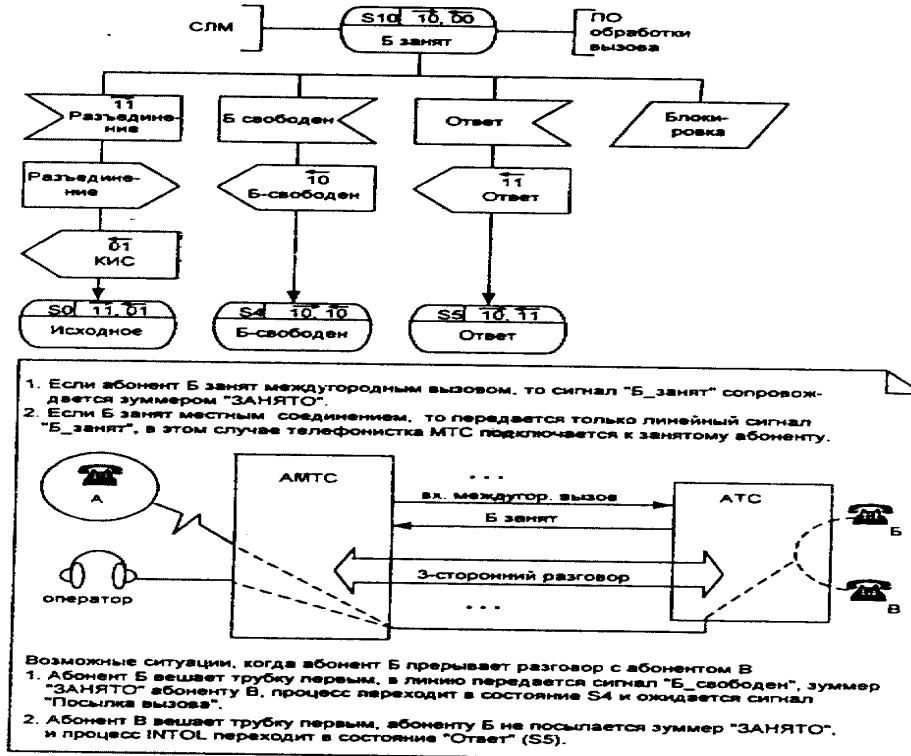 СЛМ
S10 10, 00
Б занят
ПО
обработки
вызова
11
Разъедине-
ние
Б свободен
Ответ
Блоки-
ровка
Разъедине-
ние
10
Б-свободен
11
Ответ
01
КИС
S0 11, 01
Исходное
S4 10, 10
Б-свободен
S5 10, 11
Ответ
1. Если абонент Б занят междугородным вызовом, то сигнал "Б_занят" сопровож-
дается зуммером "ЗАНЯТО".
2. Если Б занят местным соединением, то передается только линейный сигнал
"Б_занят", в этом случае телефонистка МТС подключается к занятому абоненту.
А
оператор
АМТС
. . .
вх. междугор. вызов
Б занят
3-сторонний разговор
. . .
АТС
Б
В
Возможные ситуации, когда абонент Б прерывает разговор с абонентом В
1. Абонент Б вешает трубку первым, в линию передается сигнал "Б_свободен", зуммер
"ЗАНЯТО" абоненту В, процесс переходит в состояние S4 и ожидается сигнал
"Посылка вызова".
2. Абонент В вешает трубку первым, абоненту Б не посылается зуммер "ЗАНЯТО",
и процесс INTOL переходит в состояние "Ответ" (S5).